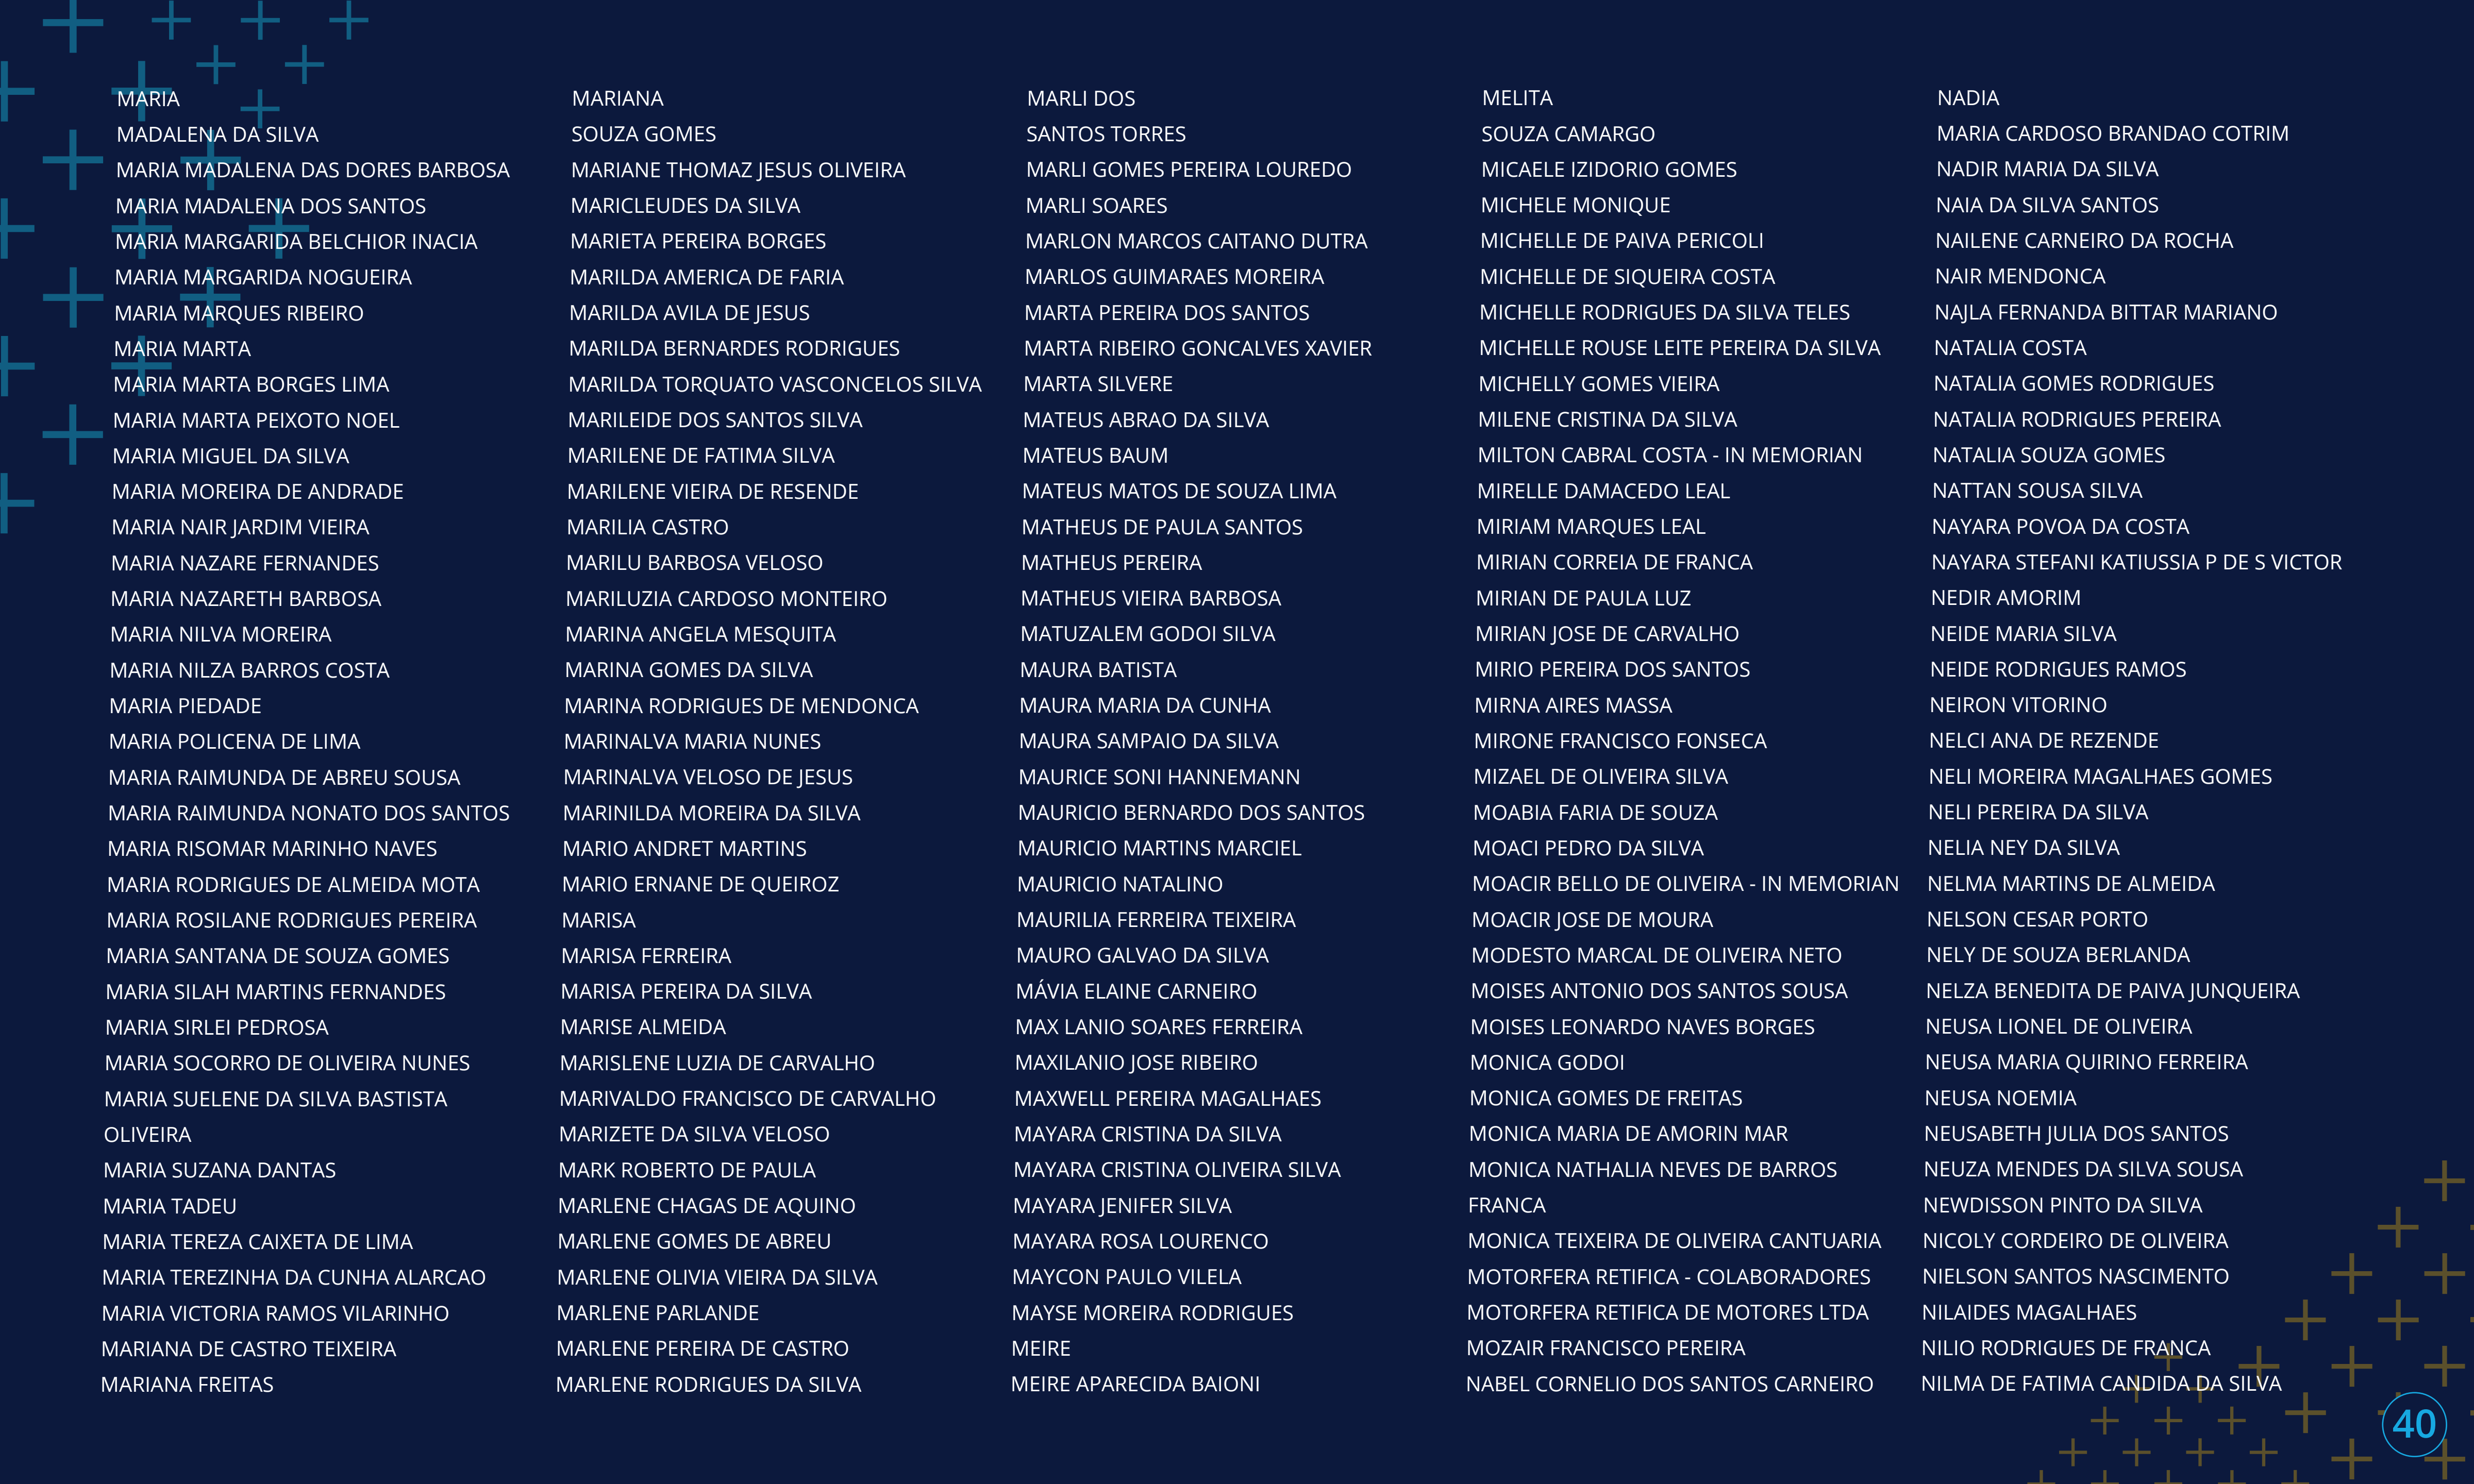 MARIA
MADALENA DA SILVA
MARIA MADALENA DAS DORES BARBOSA
MARIA MADALENA DOS SANTOS
MARIA MARGARIDA BELCHIOR INACIA
MARIA MARGARIDA NOGUEIRA
MARIA MARQUES RIBEIRO
MARIA MARTA
MARIA MARTA BORGES LIMA
MARIA MARTA PEIXOTO NOEL
MARIA MIGUEL DA SILVA
MARIA MOREIRA DE ANDRADE
MARIA NAIR JARDIM VIEIRA
MARIA NAZARE FERNANDES
MARIA NAZARETH BARBOSA
MARIA NILVA MOREIRA
MARIA NILZA BARROS COSTA
MARIA PIEDADE
MARIA POLICENA DE LIMA
MARIA RAIMUNDA DE ABREU SOUSA
MARIA RAIMUNDA NONATO DOS SANTOS
MARIA RISOMAR MARINHO NAVES
MARIA RODRIGUES DE ALMEIDA MOTA
MARIA ROSILANE RODRIGUES PEREIRA
MARIA SANTANA DE SOUZA GOMES
MARIA SILAH MARTINS FERNANDES
MARIA SIRLEI PEDROSA
MARIA SOCORRO DE OLIVEIRA NUNES
MARIA SUELENE DA SILVA BASTISTA
OLIVEIRA
MARIA SUZANA DANTAS
MARIA TADEU
MARIA TEREZA CAIXETA DE LIMA
MARIA TEREZINHA DA CUNHA ALARCAO
MARIA VICTORIA RAMOS VILARINHO
MARIANA DE CASTRO TEIXEIRA
MARIANA FREITAS
MARIANA
SOUZA GOMES
MARIANE THOMAZ JESUS OLIVEIRA
MARICLEUDES DA SILVA
MARIETA PEREIRA BORGES
MARILDA AMERICA DE FARIA
MARILDA AVILA DE JESUS
MARILDA BERNARDES RODRIGUES
MARILDA TORQUATO VASCONCELOS SILVA
MARILEIDE DOS SANTOS SILVA
MARILENE DE FATIMA SILVA
MARILENE VIEIRA DE RESENDE
MARILIA CASTRO
MARILU BARBOSA VELOSO
MARILUZIA CARDOSO MONTEIRO
MARINA ANGELA MESQUITA
MARINA GOMES DA SILVA
MARINA RODRIGUES DE MENDONCA
MARINALVA MARIA NUNES
MARINALVA VELOSO DE JESUS
MARINILDA MOREIRA DA SILVA
MARIO ANDRET MARTINS
MARIO ERNANE DE QUEIROZ
MARISA
MARISA FERREIRA
MARISA PEREIRA DA SILVA
MARISE ALMEIDA
MARISLENE LUZIA DE CARVALHO
MARIVALDO FRANCISCO DE CARVALHO
MARIZETE DA SILVA VELOSO
MARK ROBERTO DE PAULA
MARLENE CHAGAS DE AQUINO
MARLENE GOMES DE ABREU
MARLENE OLIVIA VIEIRA DA SILVA
MARLENE PARLANDE
MARLENE PEREIRA DE CASTRO
MARLENE RODRIGUES DA SILVA
MARLI DOS
SANTOS TORRES
MARLI GOMES PEREIRA LOUREDO
MARLI SOARES
MARLON MARCOS CAITANO DUTRA
MARLOS GUIMARAES MOREIRA
MARTA PEREIRA DOS SANTOS
MARTA RIBEIRO GONCALVES XAVIER
MARTA SILVERE
MATEUS ABRAO DA SILVA
MATEUS BAUM
MATEUS MATOS DE SOUZA LIMA
MATHEUS DE PAULA SANTOS
MATHEUS PEREIRA
MATHEUS VIEIRA BARBOSA
MATUZALEM GODOI SILVA
MAURA BATISTA
MAURA MARIA DA CUNHA
MAURA SAMPAIO DA SILVA
MAURICE SONI HANNEMANN
MAURICIO BERNARDO DOS SANTOS
MAURICIO MARTINS MARCIEL
MAURICIO NATALINO
MAURILIA FERREIRA TEIXEIRA
MAURO GALVAO DA SILVA
MÁVIA ELAINE CARNEIRO
MAX LANIO SOARES FERREIRA
MAXILANIO JOSE RIBEIRO
MAXWELL PEREIRA MAGALHAES
MAYARA CRISTINA DA SILVA
MAYARA CRISTINA OLIVEIRA SILVA
MAYARA JENIFER SILVA
MAYARA ROSA LOURENCO
MAYCON PAULO VILELA
MAYSE MOREIRA RODRIGUES
MEIRE
MEIRE APARECIDA BAIONI
MELITA
SOUZA CAMARGO
MICAELE IZIDORIO GOMES
MICHELE MONIQUE
MICHELLE DE PAIVA PERICOLI
MICHELLE DE SIQUEIRA COSTA
MICHELLE RODRIGUES DA SILVA TELES
MICHELLE ROUSE LEITE PEREIRA DA SILVA
MICHELLY GOMES VIEIRA
MILENE CRISTINA DA SILVA
MILTON CABRAL COSTA - IN MEMORIAN
MIRELLE DAMACEDO LEAL
MIRIAM MARQUES LEAL
MIRIAN CORREIA DE FRANCA
MIRIAN DE PAULA LUZ
MIRIAN JOSE DE CARVALHO
MIRIO PEREIRA DOS SANTOS
MIRNA AIRES MASSA
MIRONE FRANCISCO FONSECA
MIZAEL DE OLIVEIRA SILVA
MOABIA FARIA DE SOUZA
MOACI PEDRO DA SILVA
MOACIR BELLO DE OLIVEIRA - IN MEMORIAN
MOACIR JOSE DE MOURA
MODESTO MARCAL DE OLIVEIRA NETO
MOISES ANTONIO DOS SANTOS SOUSA
MOISES LEONARDO NAVES BORGES
MONICA GODOI
MONICA GOMES DE FREITAS
MONICA MARIA DE AMORIN MAR
MONICA NATHALIA NEVES DE BARROS
FRANCA
MONICA TEIXEIRA DE OLIVEIRA CANTUARIA
MOTORFERA RETIFICA - COLABORADORES
MOTORFERA RETIFICA DE MOTORES LTDA
MOZAIR FRANCISCO PEREIRA
NABEL CORNELIO DOS SANTOS CARNEIRO
NADIA
MARIA CARDOSO BRANDAO COTRIM
NADIR MARIA DA SILVA
NAIA DA SILVA SANTOS
NAILENE CARNEIRO DA ROCHA
NAIR MENDONCA
NAJLA FERNANDA BITTAR MARIANO
NATALIA COSTA
NATALIA GOMES RODRIGUES
NATALIA RODRIGUES PEREIRA
NATALIA SOUZA GOMES
NATTAN SOUSA SILVA
NAYARA POVOA DA COSTA
NAYARA STEFANI KATIUSSIA P DE S VICTOR
NEDIR AMORIM
NEIDE MARIA SILVA
NEIDE RODRIGUES RAMOS
NEIRON VITORINO
NELCI ANA DE REZENDE
NELI MOREIRA MAGALHAES GOMES
NELI PEREIRA DA SILVA
NELIA NEY DA SILVA
NELMA MARTINS DE ALMEIDA
NELSON CESAR PORTO
NELY DE SOUZA BERLANDA
NELZA BENEDITA DE PAIVA JUNQUEIRA
NEUSA LIONEL DE OLIVEIRA
NEUSA MARIA QUIRINO FERREIRA
NEUSA NOEMIA
NEUSABETH JULIA DOS SANTOS
NEUZA MENDES DA SILVA SOUSA
NEWDISSON PINTO DA SILVA
NICOLY CORDEIRO DE OLIVEIRA
NIELSON SANTOS NASCIMENTO
NILAIDES MAGALHAES
NILIO RODRIGUES DE FRANCA
NILMA DE FATIMA CANDIDA DA SILVA
40